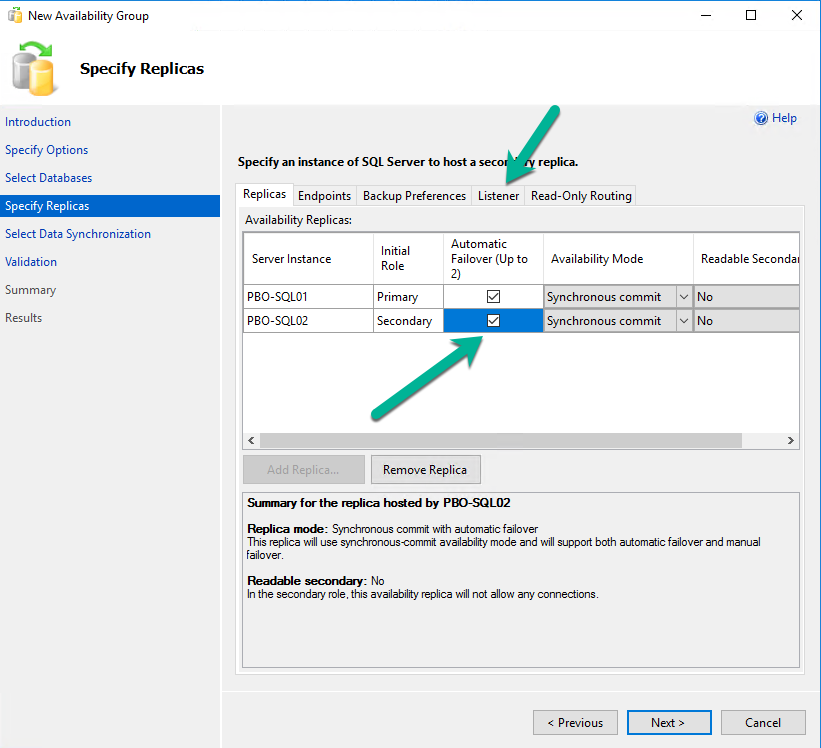 New Availability Group
Specify Replicas
Help
Introduction
Specify Options
Select Databases
Specify Replicas
Select Data Synchronization
Validation
Summary
Results
Specify an instance of SQL Server to host a secondary replica.
Replicas Endpoints Backup Preferences Listener Read-Only Routing
Availability Replicas:
Server Instance
Initial
Role
Automatic
Failover (Up to
2)
Availability Mode
Readable Secondar
PBO-SQL01 Primary Synchronous commit No
PBO-SQL02 Secondary Synchronous commit No
Add Replica... Remove Replica
Summary for the replica hosted by PBO-SQL02
Replica mode: Synchronous commit with automatic failover
This replica will use synchronous-commit availability mode and will support both automatic failover and manual
failover.
Readable secondary: No
In the secondary role, this availability replica will not allow any connections.
< Previous Next > Cancel